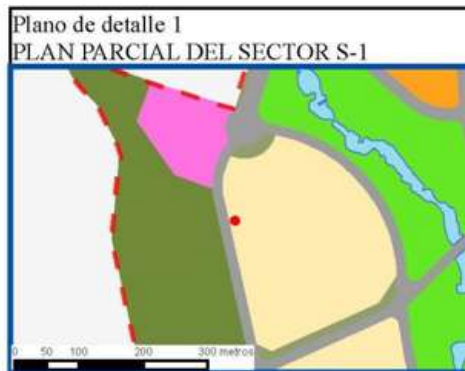 Plano de detalle 1
PLAN PARCIAL DEL SECTOR S-1
0 50 100 200 300 metros